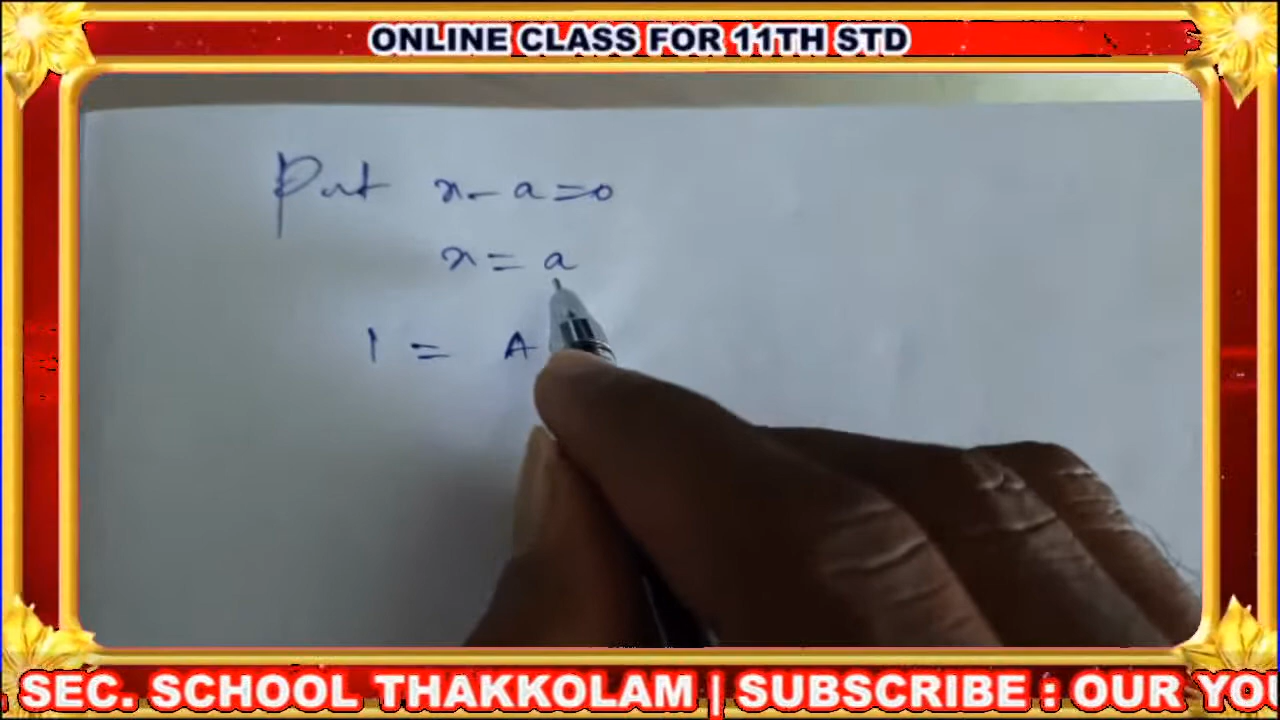 ONLINE CLASS FOR 11TH STD
Put x - a = 0
x = a
1 = A
SEC. SCHOOL THAKKOLAM | SUBSCRIBE : OUR YOU